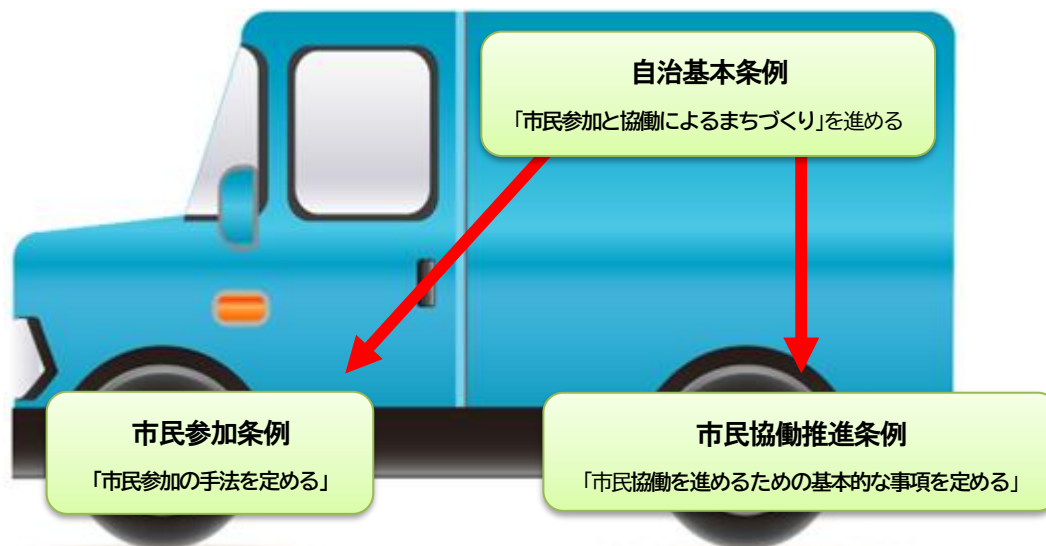 自治基本条例
「市民参加と協働によるまちづくり」を進める
市民参加条例
「市民参加の手法を定める」
市民協働推進条例
「市民協働を進めるための基本的な事項を定める」